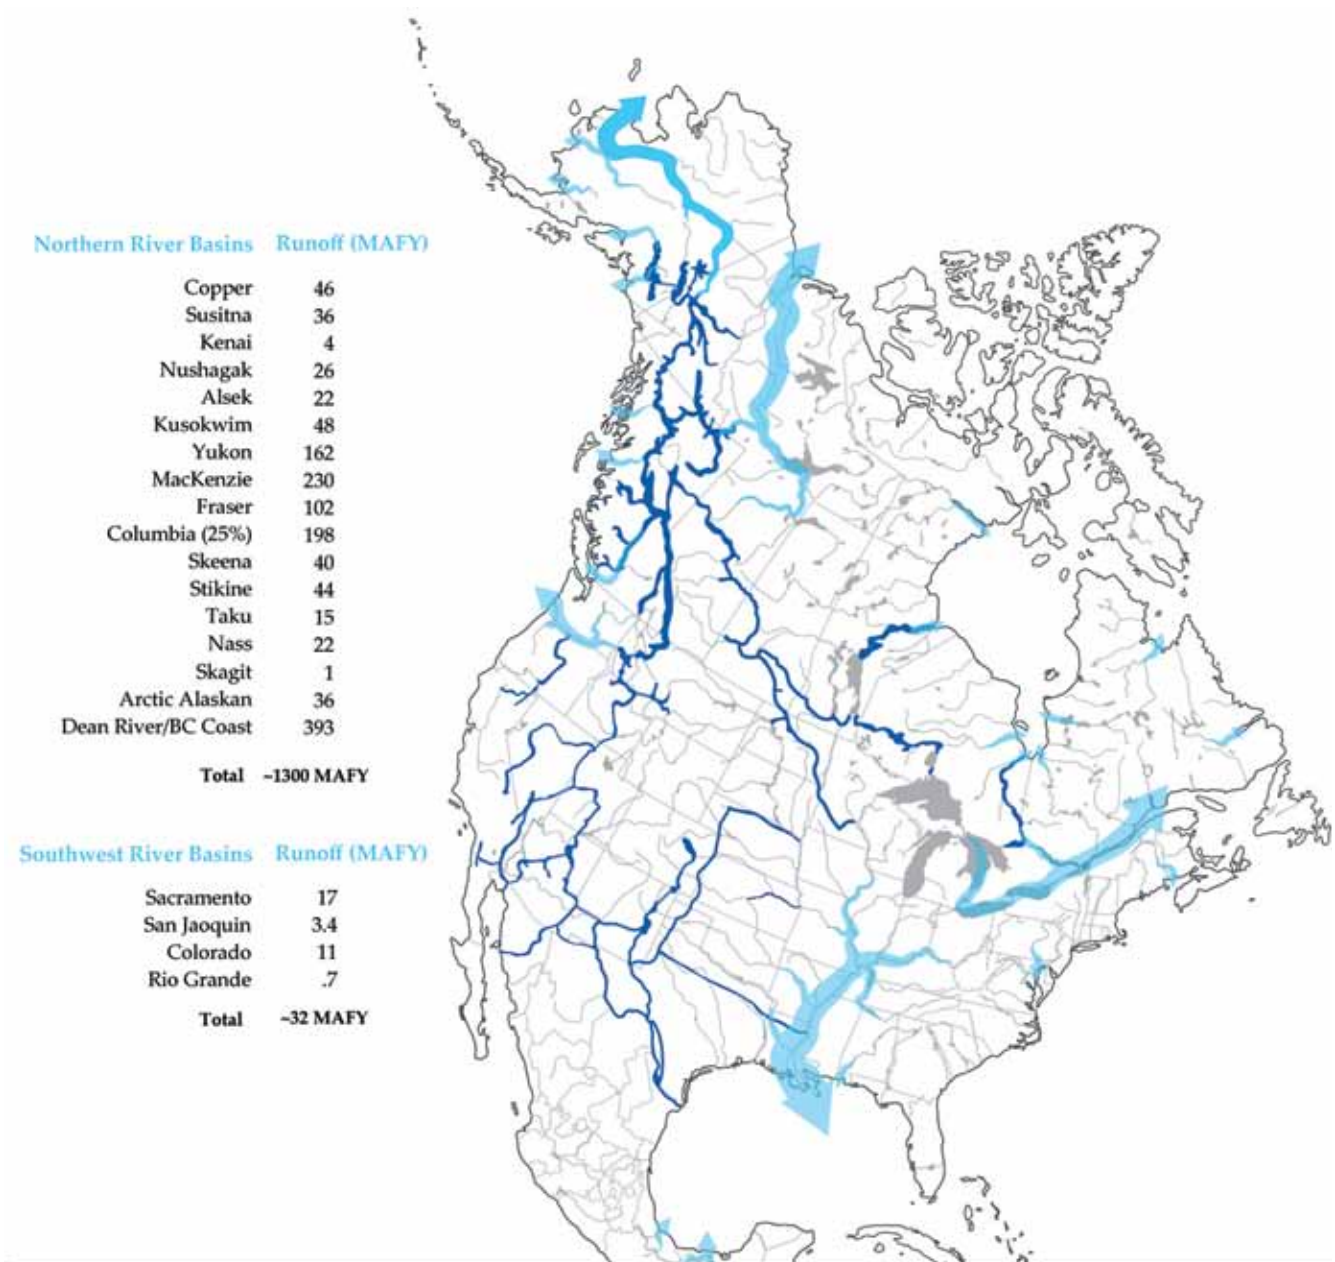 Northern River Basins Runoff (MAFY)
Copper 46
Susitna 36
Kenai 4
Nushagak 26
Alsek 22
Kusokwim 48
Yukon 162
MacKenzie 230
Fraser 102
Columbia (25%) 198
Skeena 40
Stikine 44
Taku 15
Nass 22
Skagit 1
Arctic Alaskan 36
Dean River/BC Coast 393
Total ~1300 MAFY
Southwest River Basins Runoff (MAFY)
Sacramento 17
San Jaoquin 3.4
Colorado 11
Rio Grande .7
Total ~32 MAFY